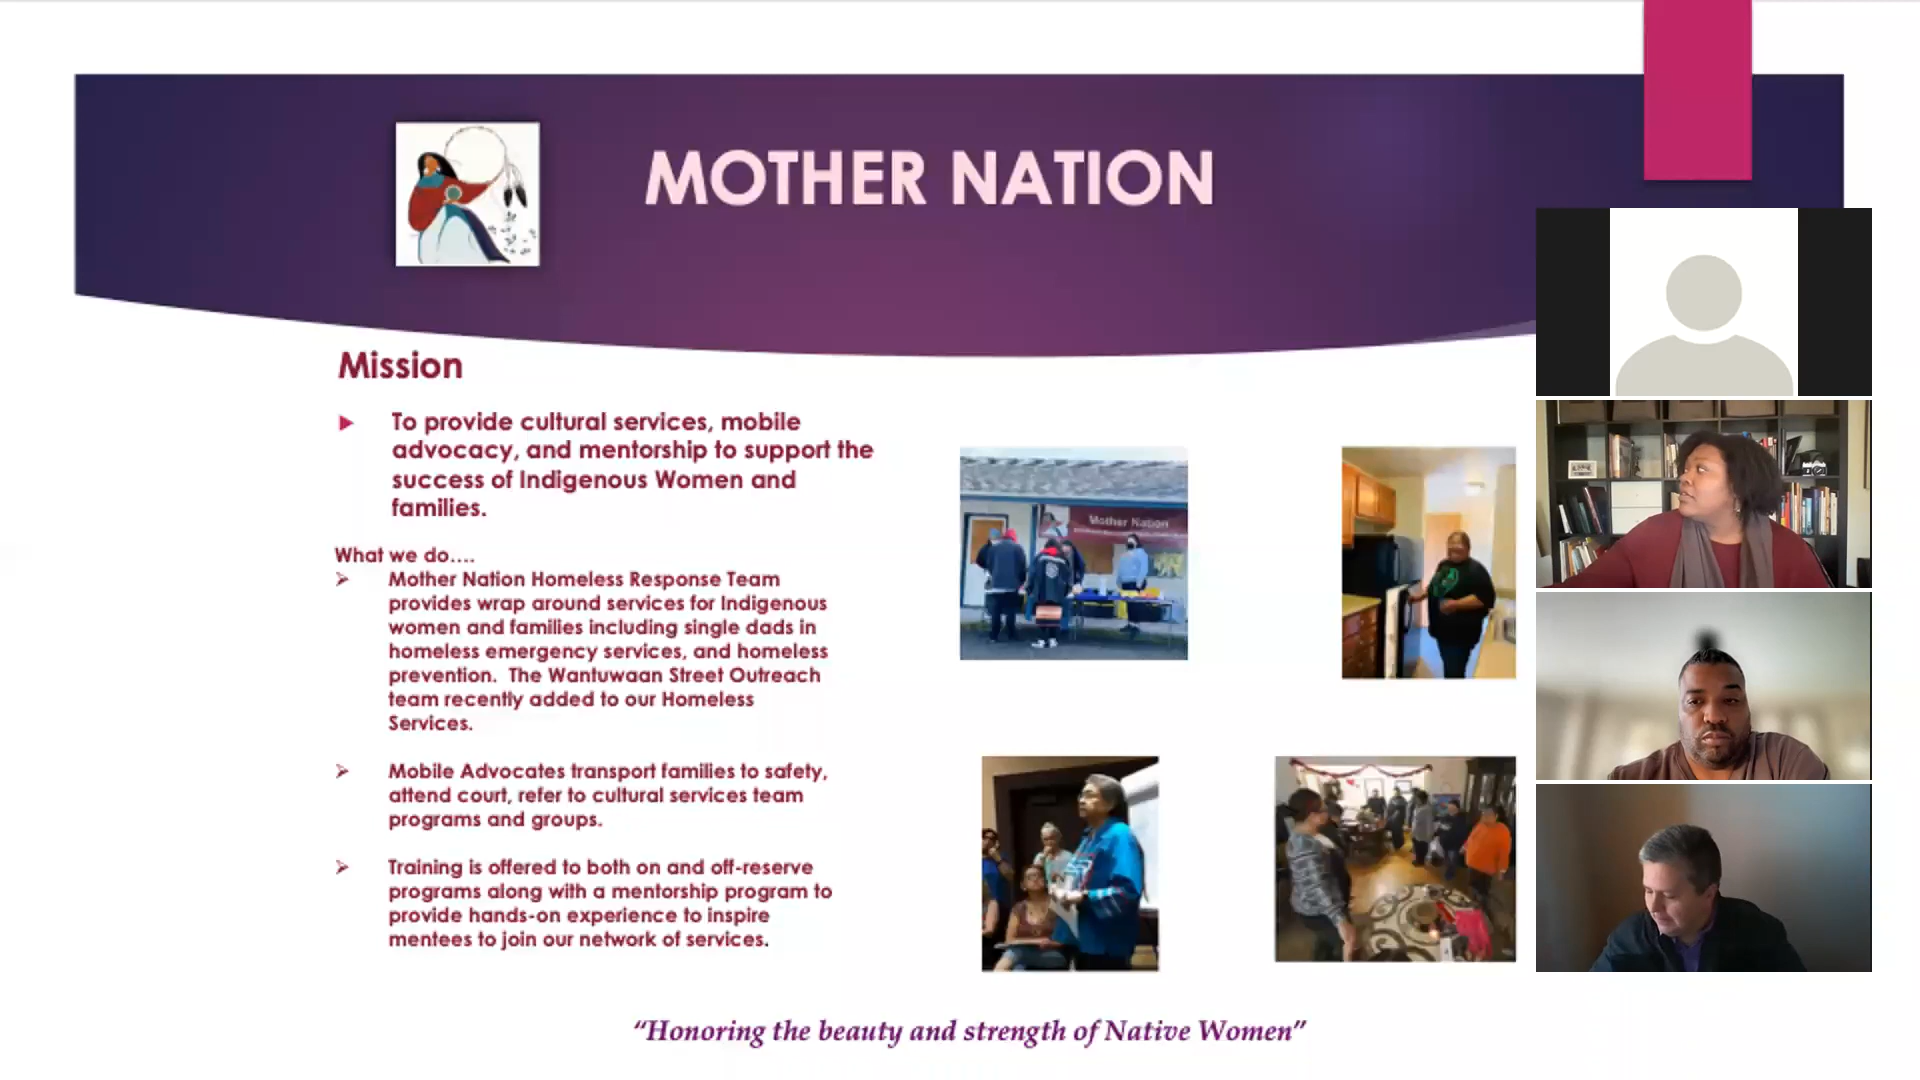 MOTHER NATION
Mission
To provide cultural services, mobile
advocacy, and mentorship to support the
success of Indigenous Women and
families.
What we do....
Mother Nation Homeless Response Team
provides wrap around services for Indigenous
women and families including single dads in
homeless emergency services, and homeless
prevention. The Wantuwaan Street Outreach
team recently added to our Homeless
Services.
Mobile Advocates transport families to safety,
attend court, refer to cultural services team
programs and groups.
Training is offered to both on and off-reserve
programs along with a mentorship program to
provide hands-on experience to inspire
mentees to join our network of services.
Mother Nation
“Honoring the beauty and strength of Native Women”